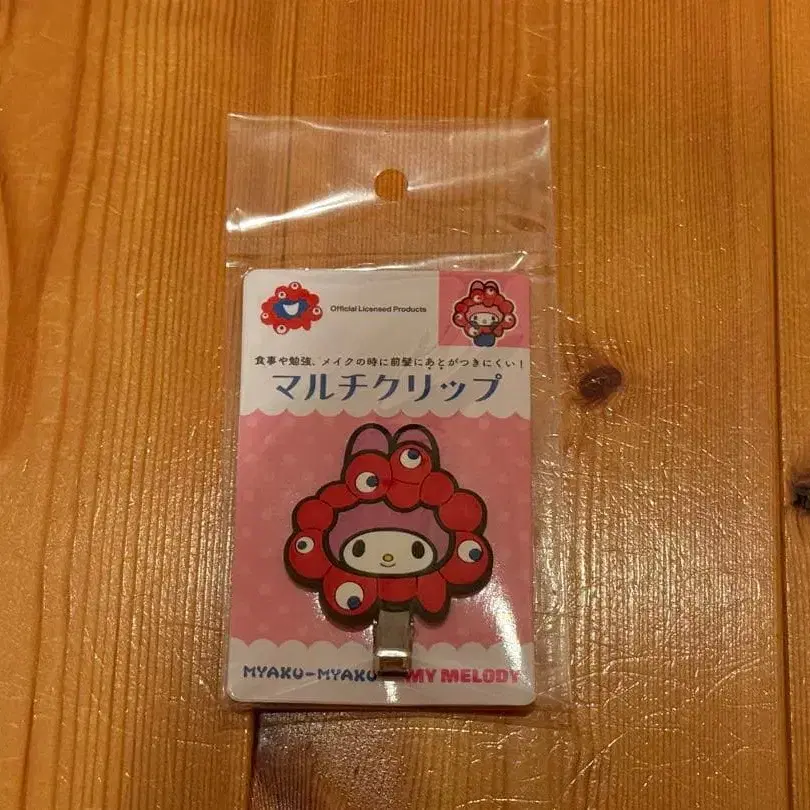 Official Licensed Products
食事や勉強、メイクの時に前髪にあとがつきにくい！
マルチクリップ
MYAKU-MYAKU
MY MELODY